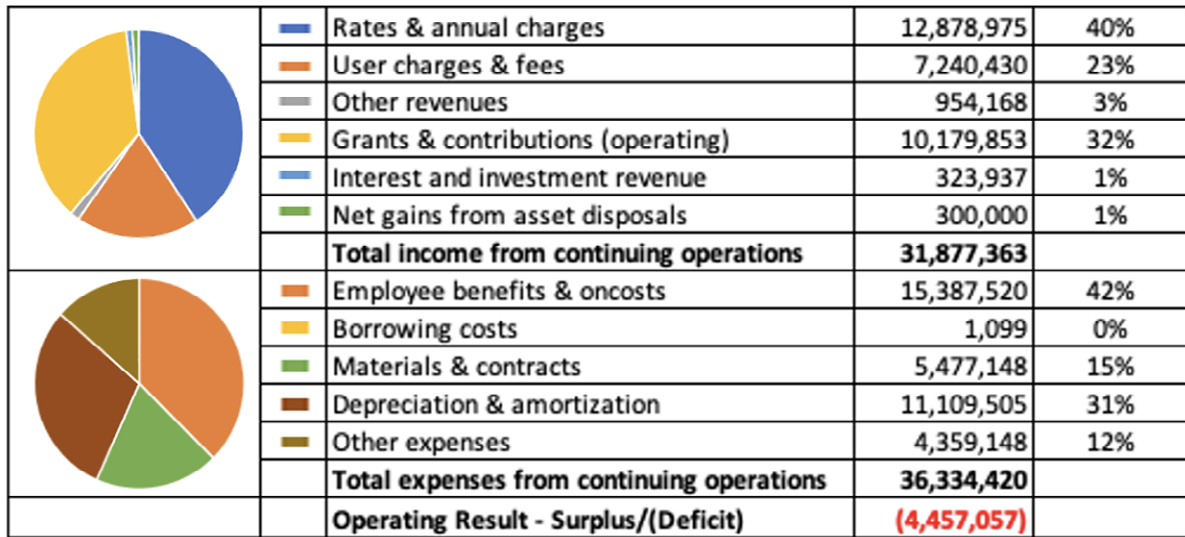 Rates & annual charges 12,878,975 40%
User charges & fees 7,240,430 23%
Other revenues 954,168 3%
Grants & contributions (operating) 10,179,853 32%
Interest and investment revenue 323,937 1%
Net gains from asset disposals 300,000 1%
Total income from continuing operations 31,877,363
Employee benefits & oncosts 15,387,520 42%
Borrowing costs 1,099 0%
Materials & contracts 5,477,148 15%
Depreciation & amortization 11,109,505 31%
Other expenses 4,359,148 12%
Total expenses from continuing operations 36,334,420
Operating Result - Surplus/(Deficit) (4,457,057)